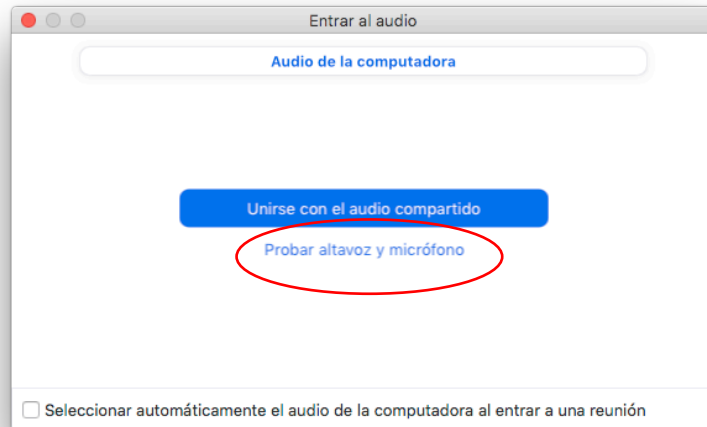 Entrar al audio
Audio de la computadora
Unirse con el audio compartido
Probar altavoz y micrófono
Seleccionar automáticamente el audio de la computadora al entrar a una reunión